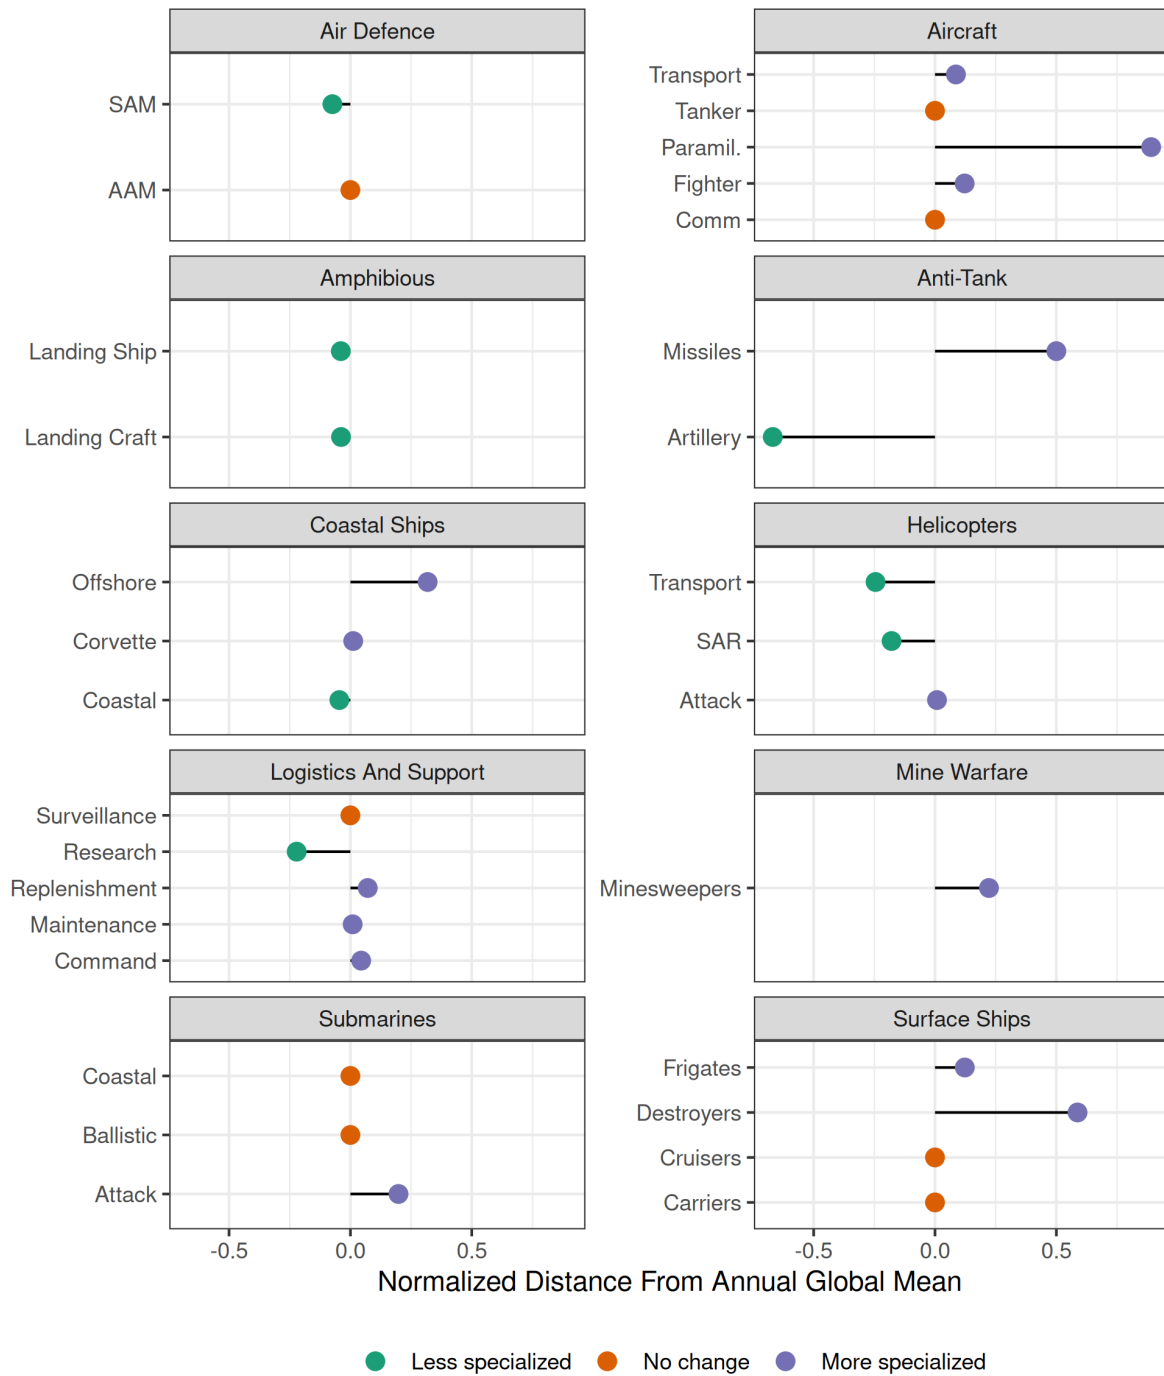 Air Defence
SAM
AAM
Aircraft
Transport
Tanker
Paramil.
Fighter
Comm
Amphibious
Landing Ship
Landing Craft
Anti-Tank
Missiles
Artillery
Coastal Ships
Offshore
Corvette
Coastal
Helicopters
Transport
SAR
Attack
Logistics And Support
Surveillance
Research
Replenishment
Maintenance
Command
Mine Warfare
Minesweepers
Submarines
Coastal
Ballistic
Attack
Surface Ships
Frigates
Destroyers
Cruisers
Carriers
-0.5 0.0 0.5
-0.5 0.0 0.5
Normalized Distance From Annual Global Mean
Less specialized No change More specialized